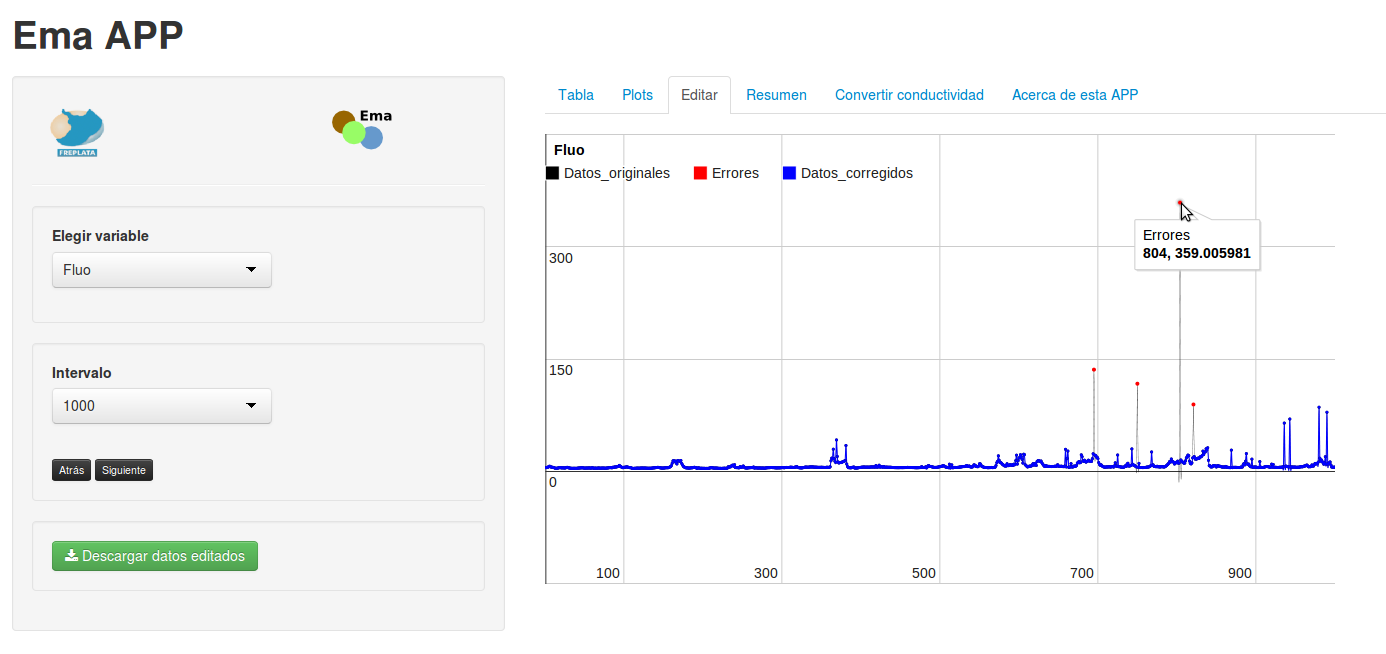 Ema APP
FREPLATA
Ema
Elegir variable
Fluo
Intervalo
1000
Atrás Siguiente
Descargar datos editados
Tabla Plots Editar Resumen Convertir conductividad Acerca de esta APP
Fluo
Datos_originales Errores Datos_corregidos
Errores
804, 359.005981
300
150
0
100 300 500 700 900